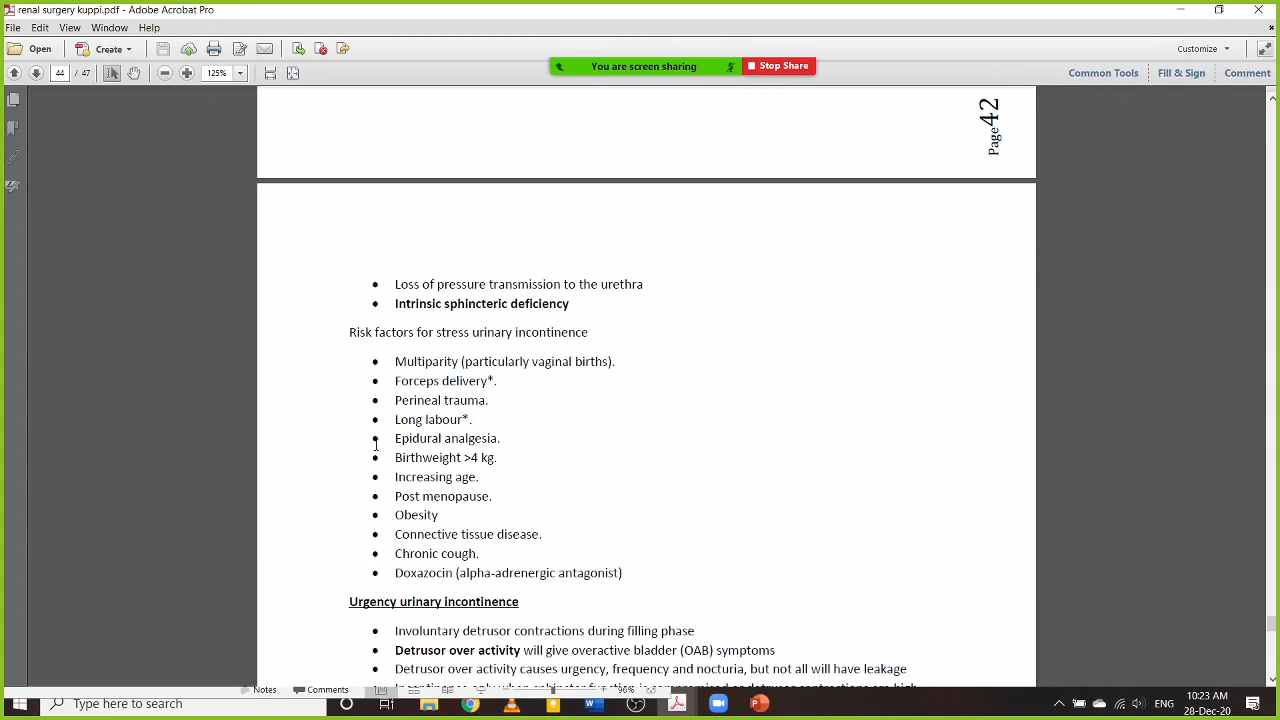 renal surgery kuppi.pdf - Adobe Acrobat Pro
File Edit View Window Help
Open Create Customize
44 / 47 125% Common Tools Fill & Sign Comment
You are screen sharing Stop Share
Page42
• Loss of pressure transmission to the urethra
• Intrinsic sphincteric deficiency
Risk factors for stress urinary incontinence
• Multiparity (particularly vaginal births).
• Forceps delivery*.
• Perineal trauma.
• Long labour*.
• Epidural analgesia.
• Birthweight >4 kg.
• Increasing age.
• Post menopause.
• Obesity
• Connective tissue disease.
• Chronic cough.
• Doxazocin (alpha-adrenergic antagonist)
Urgency urinary incontinence
• Involuntary detrusor contractions during filling phase
• Detrusor over activity will give overactive bladder (OAB) symptoms
• Detrusor over activity causes urgency, frequency and nocturia, but not all will have leakage
Notes Comments 96%
Type here to search
ENG
10:23 AM
28-Dec-20